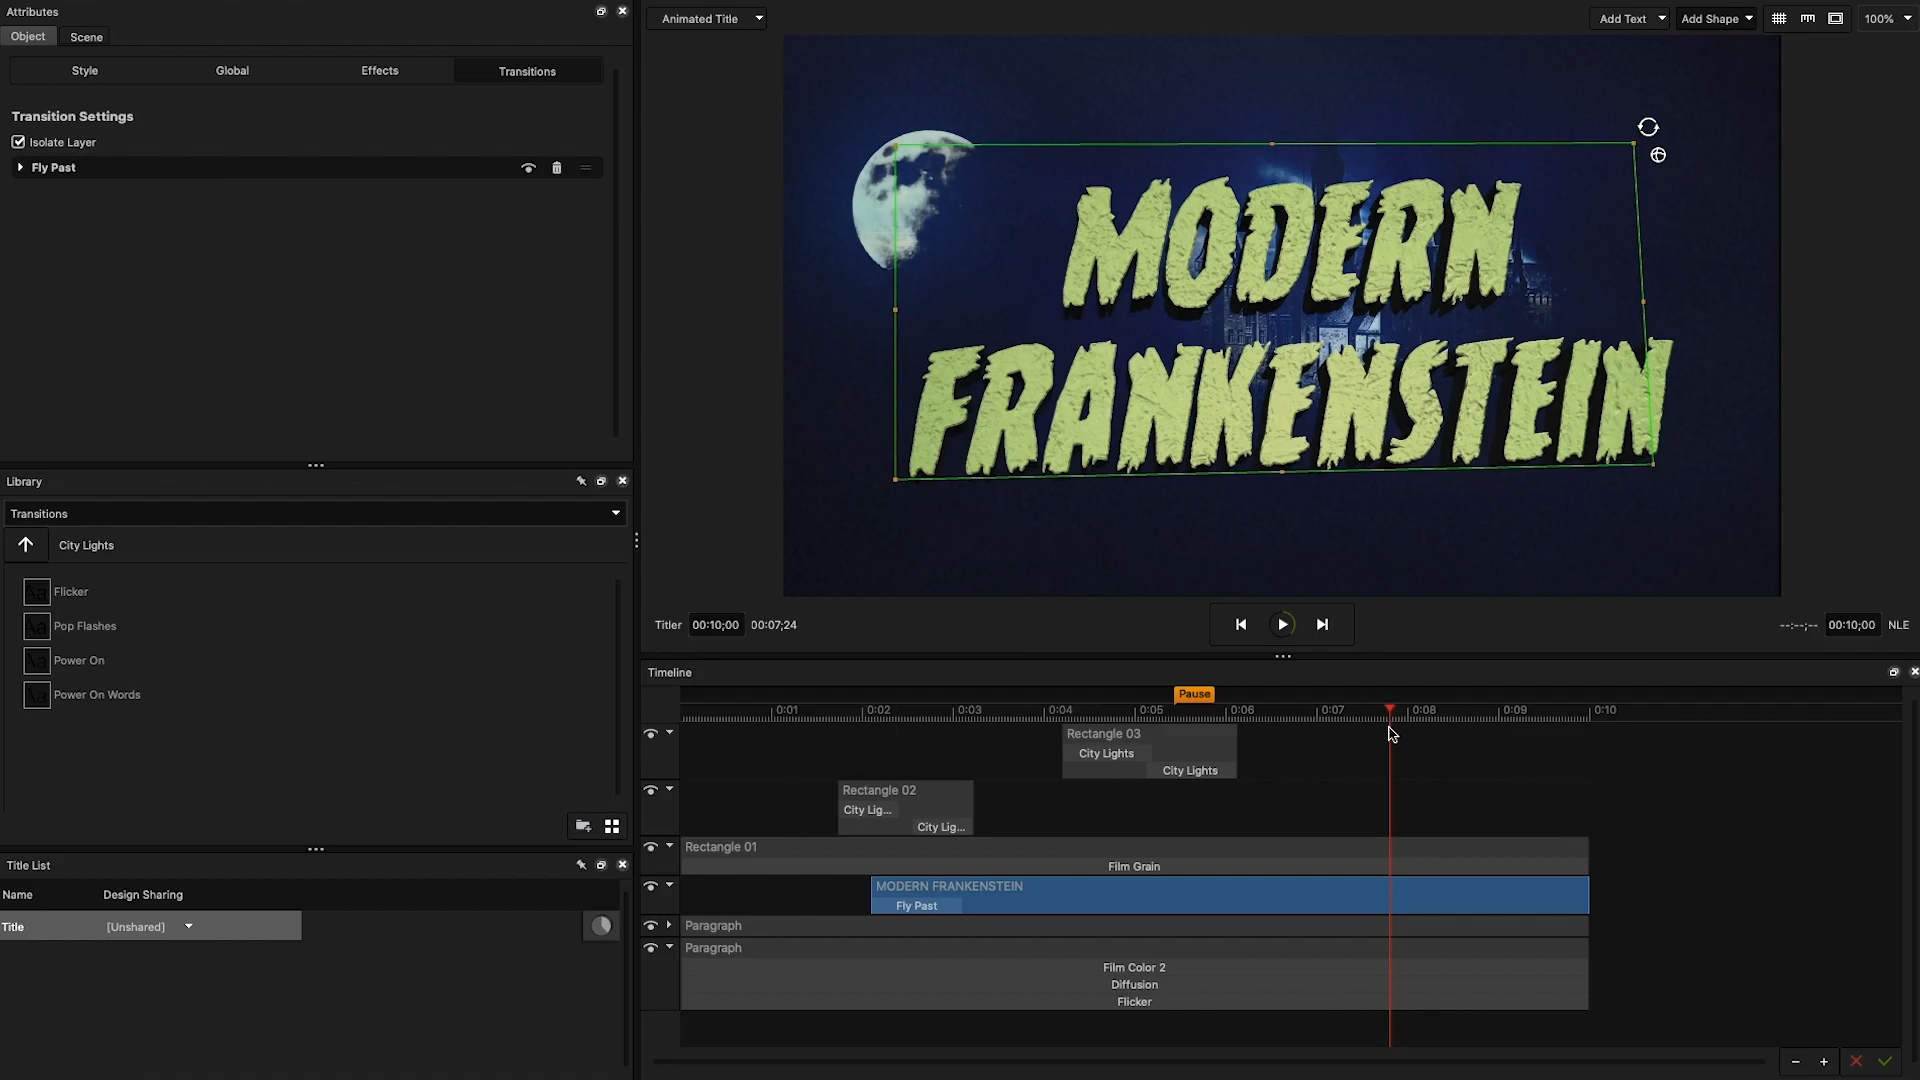 Attributes
Object
Scene
Style
Global
Effects
Transitions
Transition Settings
Isolate Layer
Fly Past
Library
Transitions
City Lights
Aa Flicker
Aa Pop Flashes
Aa Power On
Aa Power On Words
Title List
Name
Design Sharing
Title
[Unshared]
Animated Title
Add Text
Add Shape
100%
MODERN
FRANKENSTEIN
Titler 00:10;00 00:07;24
--:--;-- 00:10;00 NLE
Timeline
Pause
0:01 0:02 0:03 0:04 0:05 0:06 0:07 0:08 0:09 0:10
Rectangle 03
City Lights
City Lights
Rectangle 02
City Lig...
City Lig...
Rectangle 01
Film Grain
MODERN FRANKENSTEIN
Fly Past
Paragraph
Paragraph
Film Color 2
Diffusion
Flicker